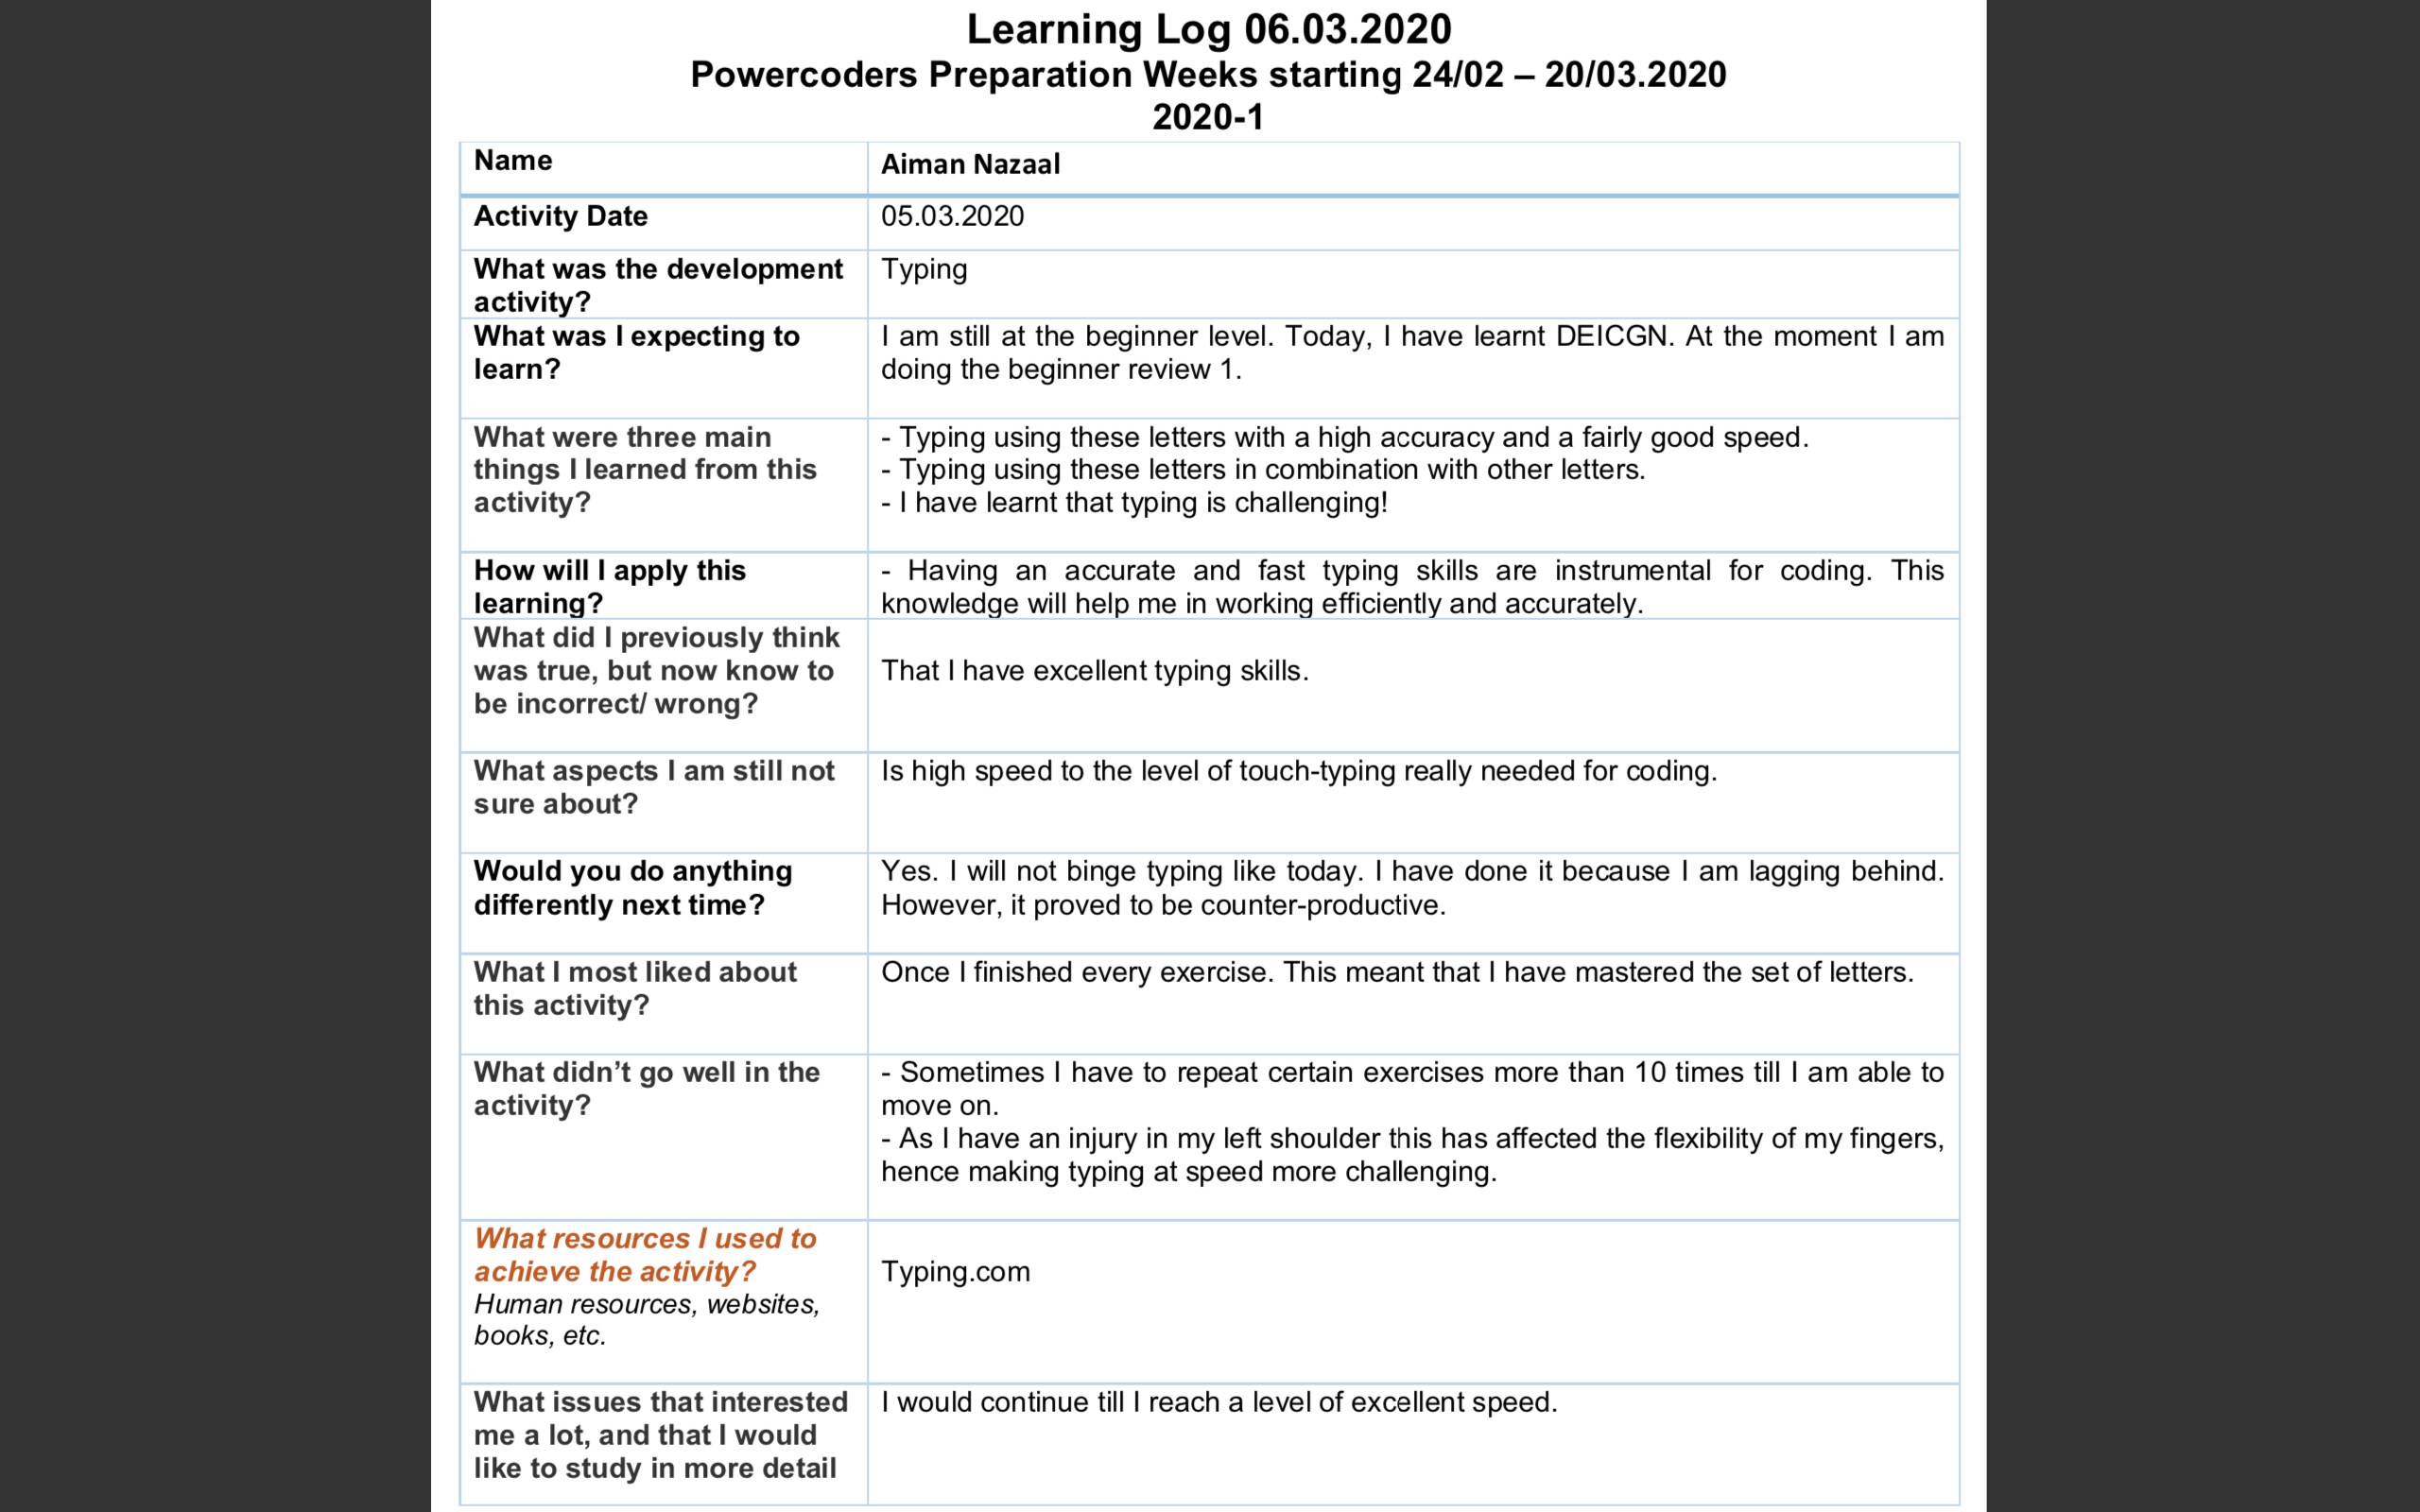 Learning Log 06.03.2020
Powercoders Preparation Weeks starting 24/02 – 20/03.2020
2020-1
Name
Aiman Nazaal
Activity Date
05.03.2020
What was the development
activity?
Typing
What was I expecting to
learn?
I am still at the beginner level. Today, I have learnt DEICGN. At the moment I am
doing the beginner review 1.
What were three main
things I learned from this
activity?
- Typing using these letters with a high accuracy and a fairly good speed.
- Typing using these letters in combination with other letters.
- I have learnt that typing is challenging!
How will I apply this
learning?
- Having an accurate and fast typing skills are instrumental for coding. This
knowledge will help me in working efficiently and accurately.
What did I previously think
was true, but now know to
be incorrect/ wrong?
That I have excellent typing skills.
What aspects I am still not
sure about?
Is high speed to the level of touch-typing really needed for coding.
Would you do anything
differently next time?
Yes. I will not binge typing like today. I have done it because I am lagging behind.
However, it proved to be counter-productive.
What I most liked about
this activity?
Once I finished every exercise. This meant that I have mastered the set of letters.
What didn’t go well in the
activity?
- Sometimes I have to repeat certain exercises more than 10 times till I am able to
move on.
- As I have an injury in my left shoulder this has affected the flexibility of my fingers,
hence making typing at speed more challenging.
What resources I used to
achieve the activity?
Human resources, websites,
books, etc.
Typing.com
What issues that interested
me a lot, and that I would
like to study in more detail
I would continue till I reach a level of excellent speed.